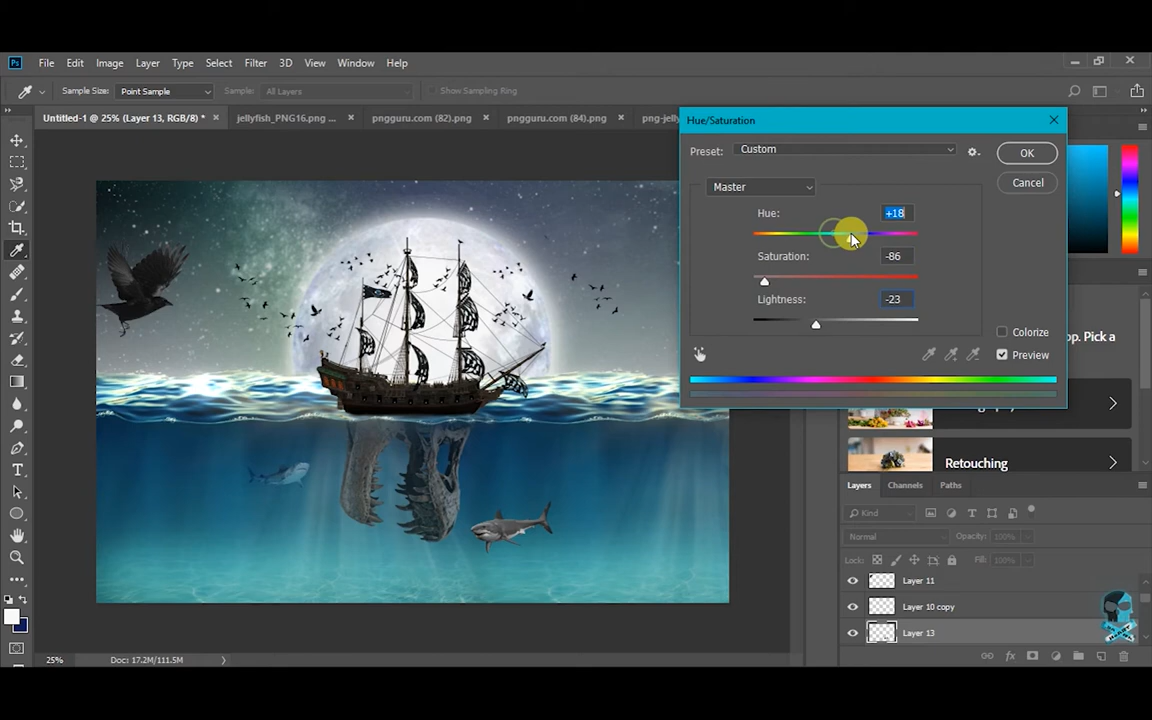 Ps File Edit Image Layer Type Select Filter 3D View Window Help
Sample Size: Point Sample Sample: All Layers Show Sampling Ring
Untitled-1 @ 25% (Layer 13, RGB/8) * jellyfish_PNG16.png ... pngguru.com (82).png pngguru.com (84).png png-jelly
Hue/Saturation
Preset: Custom
OK
Master
Cancel
Hue: +18
Saturation: -86
Lightness: -23
Colorize
Preview
op. Pick a
Retouching
Layers Channels Paths
Kind
Normal Opacity: 100%
Lock: Fill: 100%
Layer 11
Layer 10 copy
Layer 13
25% Doc: 17.2M/111.5M